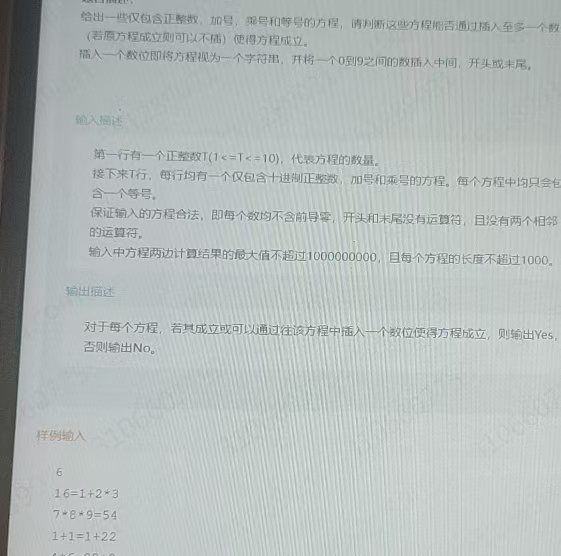 给出一些仅包含正整数、加号、乘号和等号的方程，请判断这些方程能否通过插入至多一个数
（若原方程成立则可以不插）使得方程成立。
插入一个数位即将方程视为一个字符串，并将一个0到9之间的数插入中间、开头或末尾。
输入描述
第一行有一个正整数T(1<=T<=10)，代表方程的数量。
接下来T行，每行均有一个仅包含十进制正整数，加号和乘号的方程。每个方程中均只会包
含一个等号。
保证输入的方程合法，即每个数均不含前导零，开头和末尾没有运算符，且没有两个相邻
的运算符。
输入中方程两边计算结果的最大值不超过1000000000，且每个方程的长度不超过1000。
输出描述
对于每个方程，若其成立或可以通过往该方程中插入一个数位使得方程成立，则输出Yes，
否则输出No。
样例输入
6
16=1+2*3
7*8*9=54
1+1=1+22